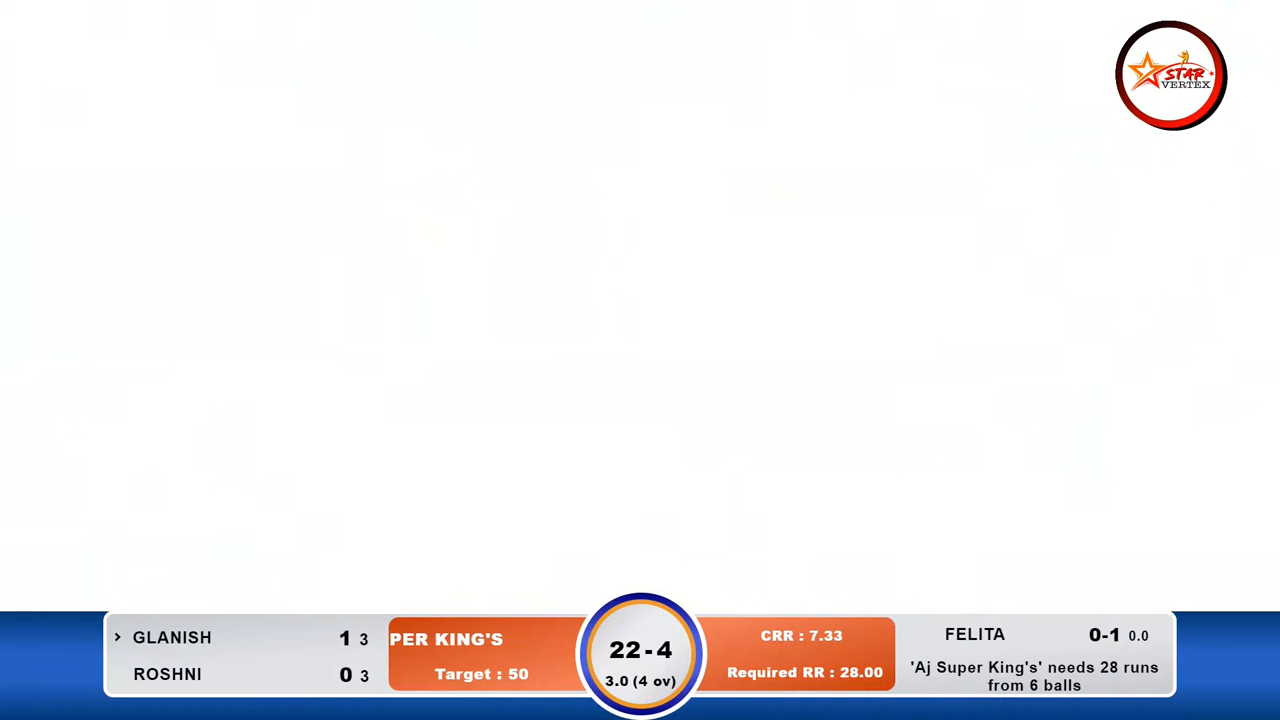 STAR
VERTEX
› GLANISH 1 3
ROSHNI 0 3
PER KING'S
Target : 50
22-4
3.0 (4 ov)
CRR : 7.33
Required RR : 28.00
FELITA 0-1 0.0
'Aj Super King's' needs 28 runs
from 6 balls